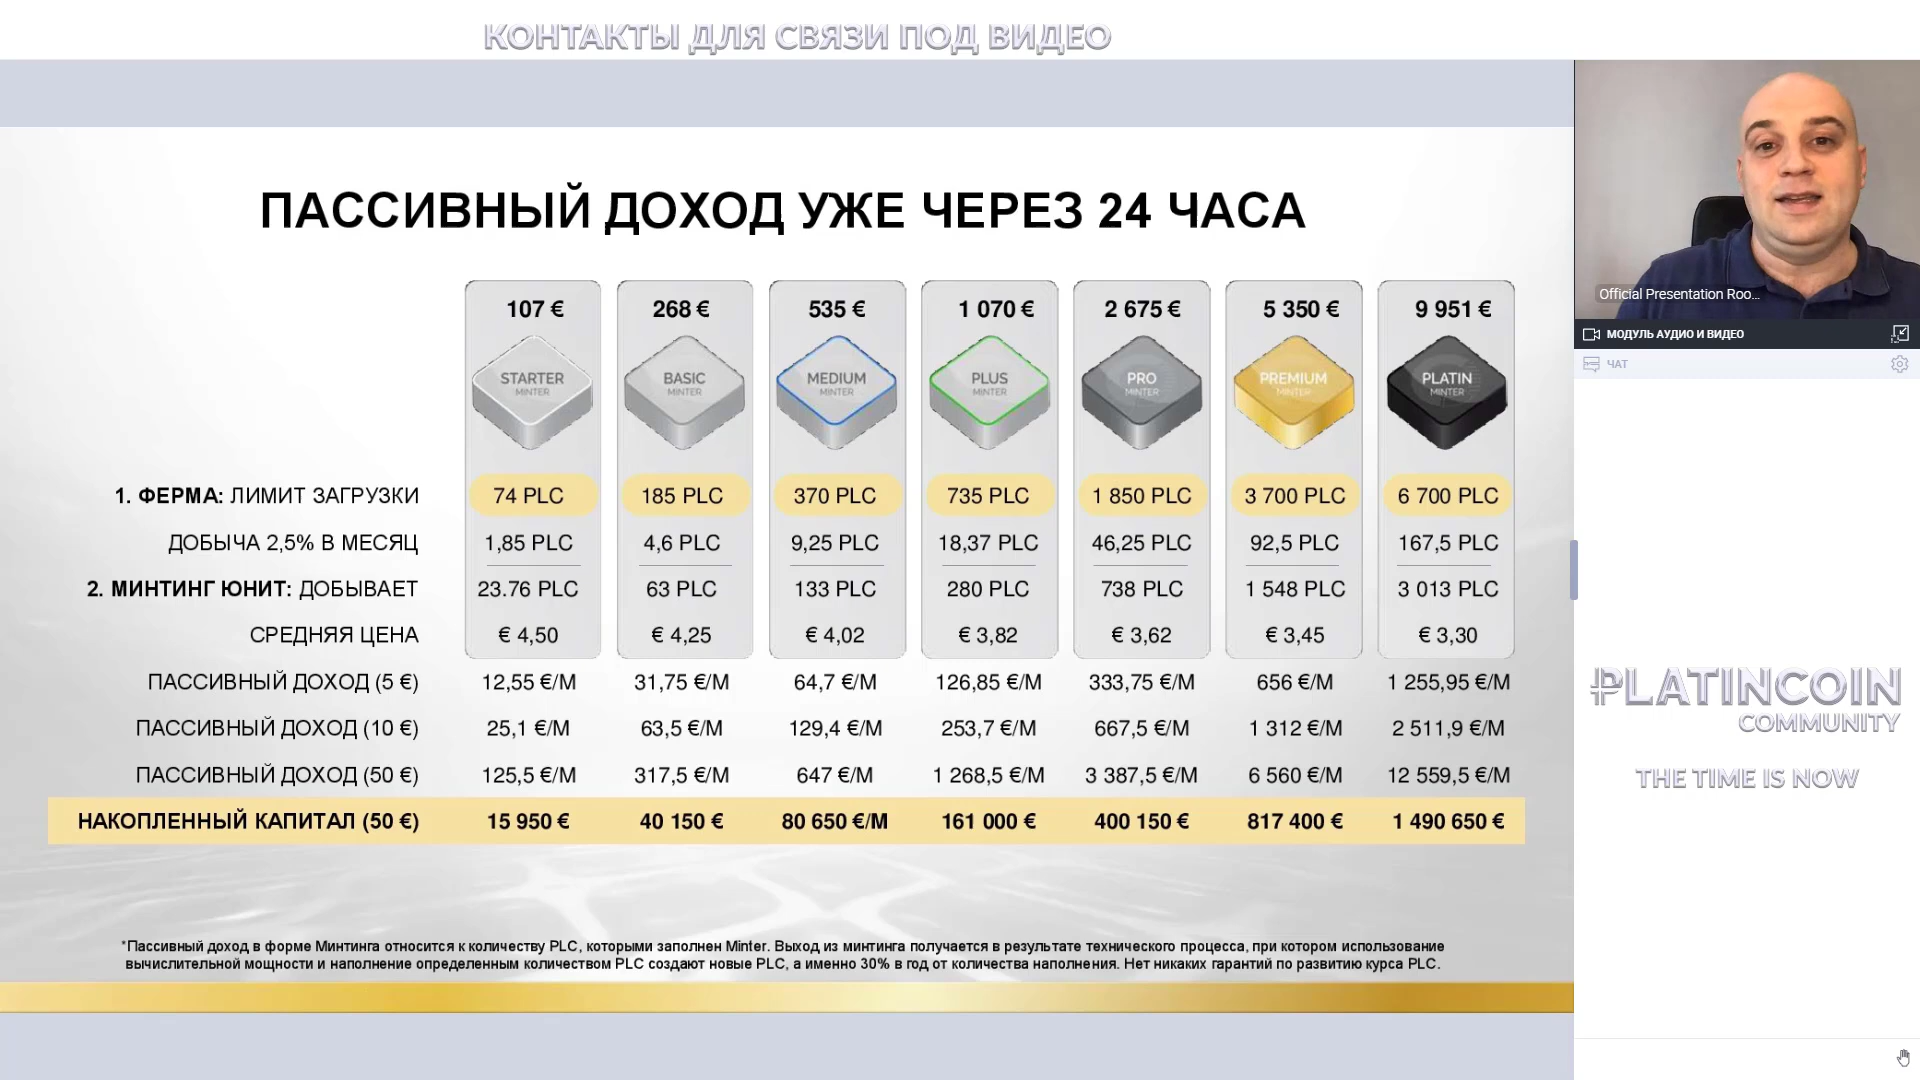 КОНТАКТЫ ДЛЯ СВЯЗИ ПОД ВИДЕО
ПАССИВНЫЙ ДОХОД УЖЕ ЧЕРЕЗ 24 ЧАСА
107 € 268 € 535 € 1 070 € 2 675 € 5 350 € 9 951 €
STARTER BASIC MEDIUM PLUS PRO PREMIUM PLATIN
MINTER MINTER MINTER MINTER MINTER MINTER MINTER
1. ФЕРМА: ЛИМИТ ЗАГРУЗКИ 74 PLC 185 PLC 370 PLC 735 PLC 1 850 PLC 3 700 PLC 6 700 PLC
ДОБЫЧА 2,5% В МЕСЯЦ 1,85 PLC 4,6 PLC 9,25 PLC 18,37 PLC 46,25 PLC 92,5 PLC 167,5 PLC
2. МИНТИНГ ЮНИТ: ДОБЫВАЕТ 23.76 PLC 63 PLC 133 PLC 280 PLC 738 PLC 1 548 PLC 3 013 PLC
СРЕДНЯЯ ЦЕНА € 4,50 € 4,25 € 4,02 € 3,82 € 3,62 € 3,45 € 3,30
ПАССИВНЫЙ ДОХОД (5 €) 12,55 €/М 31,75 €/М 64,7 €/М 126,85 €/М 333,75 €/М 656 €/М 1 255,95 €/М
ПАССИВНЫЙ ДОХОД (10 €) 25,1 €/М 63,5 €/М 129,4 €/М 253,7 €/М 667,5 €/М 1 312 €/М 2 511,9 €/М
ПАССИВНЫЙ ДОХОД (50 €) 125,5 €/М 317,5 €/М 647 €/М 1 268,5 €/М 3 387,5 €/М 6 560 €/М 12 559,5 €/М
НАКОПЛЕННЫЙ КАПИТАЛ (50 €) 15 950 € 40 150 € 80 650 €/М 161 000 € 400 150 € 817 400 € 1 490 650 €
*Пассивный доход в форме Минтинга относится к количеству PLC, которыми заполнен Minter. Выход из минтинга получается в результате технического процесса, при котором использование
вычислительной мощности и наполнение определенным количеством PLC создают новые PLC, а именно 30% в год от количества наполнения. Нет никаких гарантий по развитию курса PLC.
Official Presentation Roo...
МОДУЛЬ АУДИО И ВИДЕО
ЧАТ
PLATINCOIN
COMMUNITY
THE TIME IS NOW